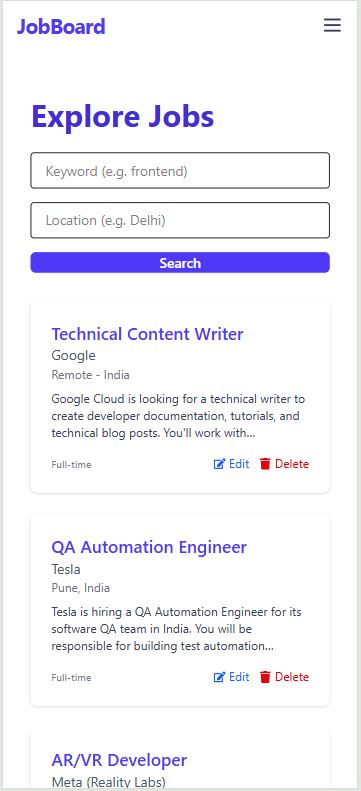 JobBoard
Explore Jobs
Keyword (e.g. frontend)
Location (e.g. Delhi)
Search
Technical Content Writer
Google
Remote - India
Google Cloud is looking for a technical writer to
create developer documentation, tutorials, and
technical blog posts. You'll work with...
Full-time Edit Delete
QA Automation Engineer
Tesla
Pune, India
Tesla is hiring a QA Automation Engineer for its
software QA team in India. You will be
responsible for building test automation...
Full-time Edit Delete
AR/VR Developer
Meta (Reality Labs)